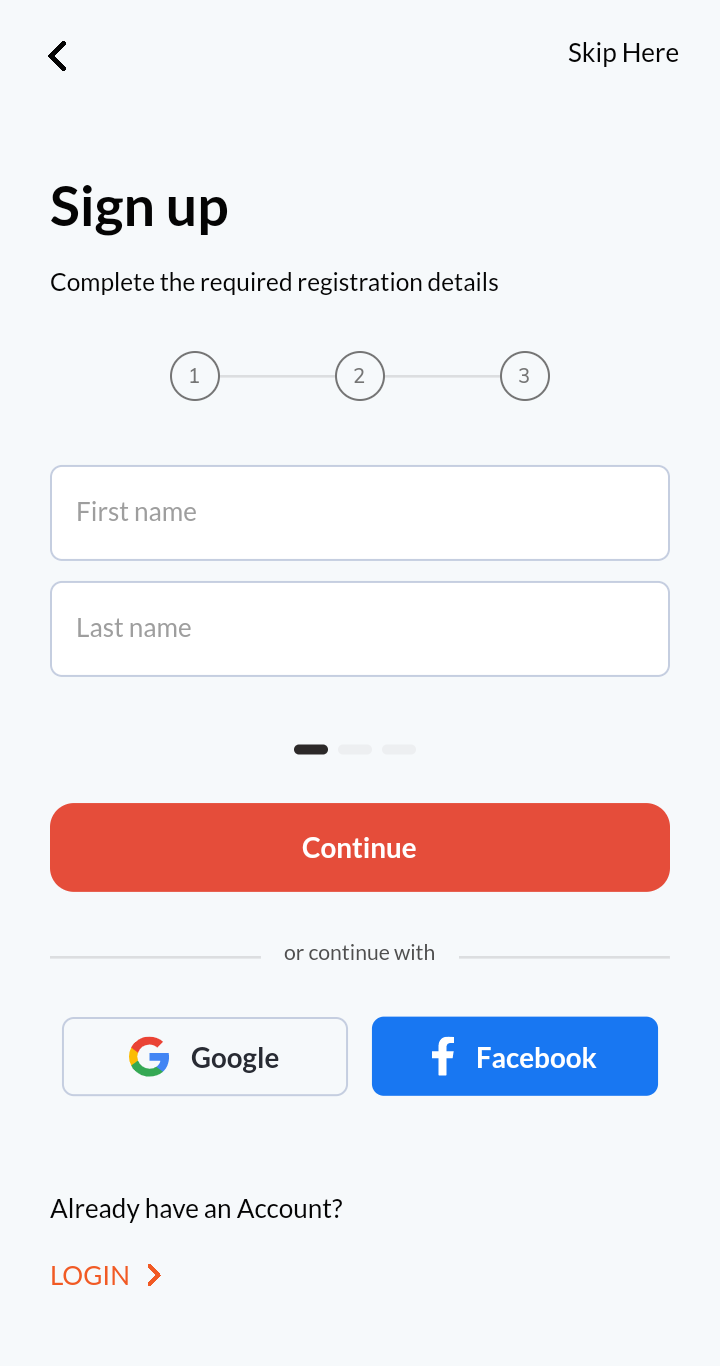 Skip Here
Sign up
Complete the required registration details
1 2 3
First name
Last name
Continue
or continue with
Google Facebook
Already have an Account?
LOGIN